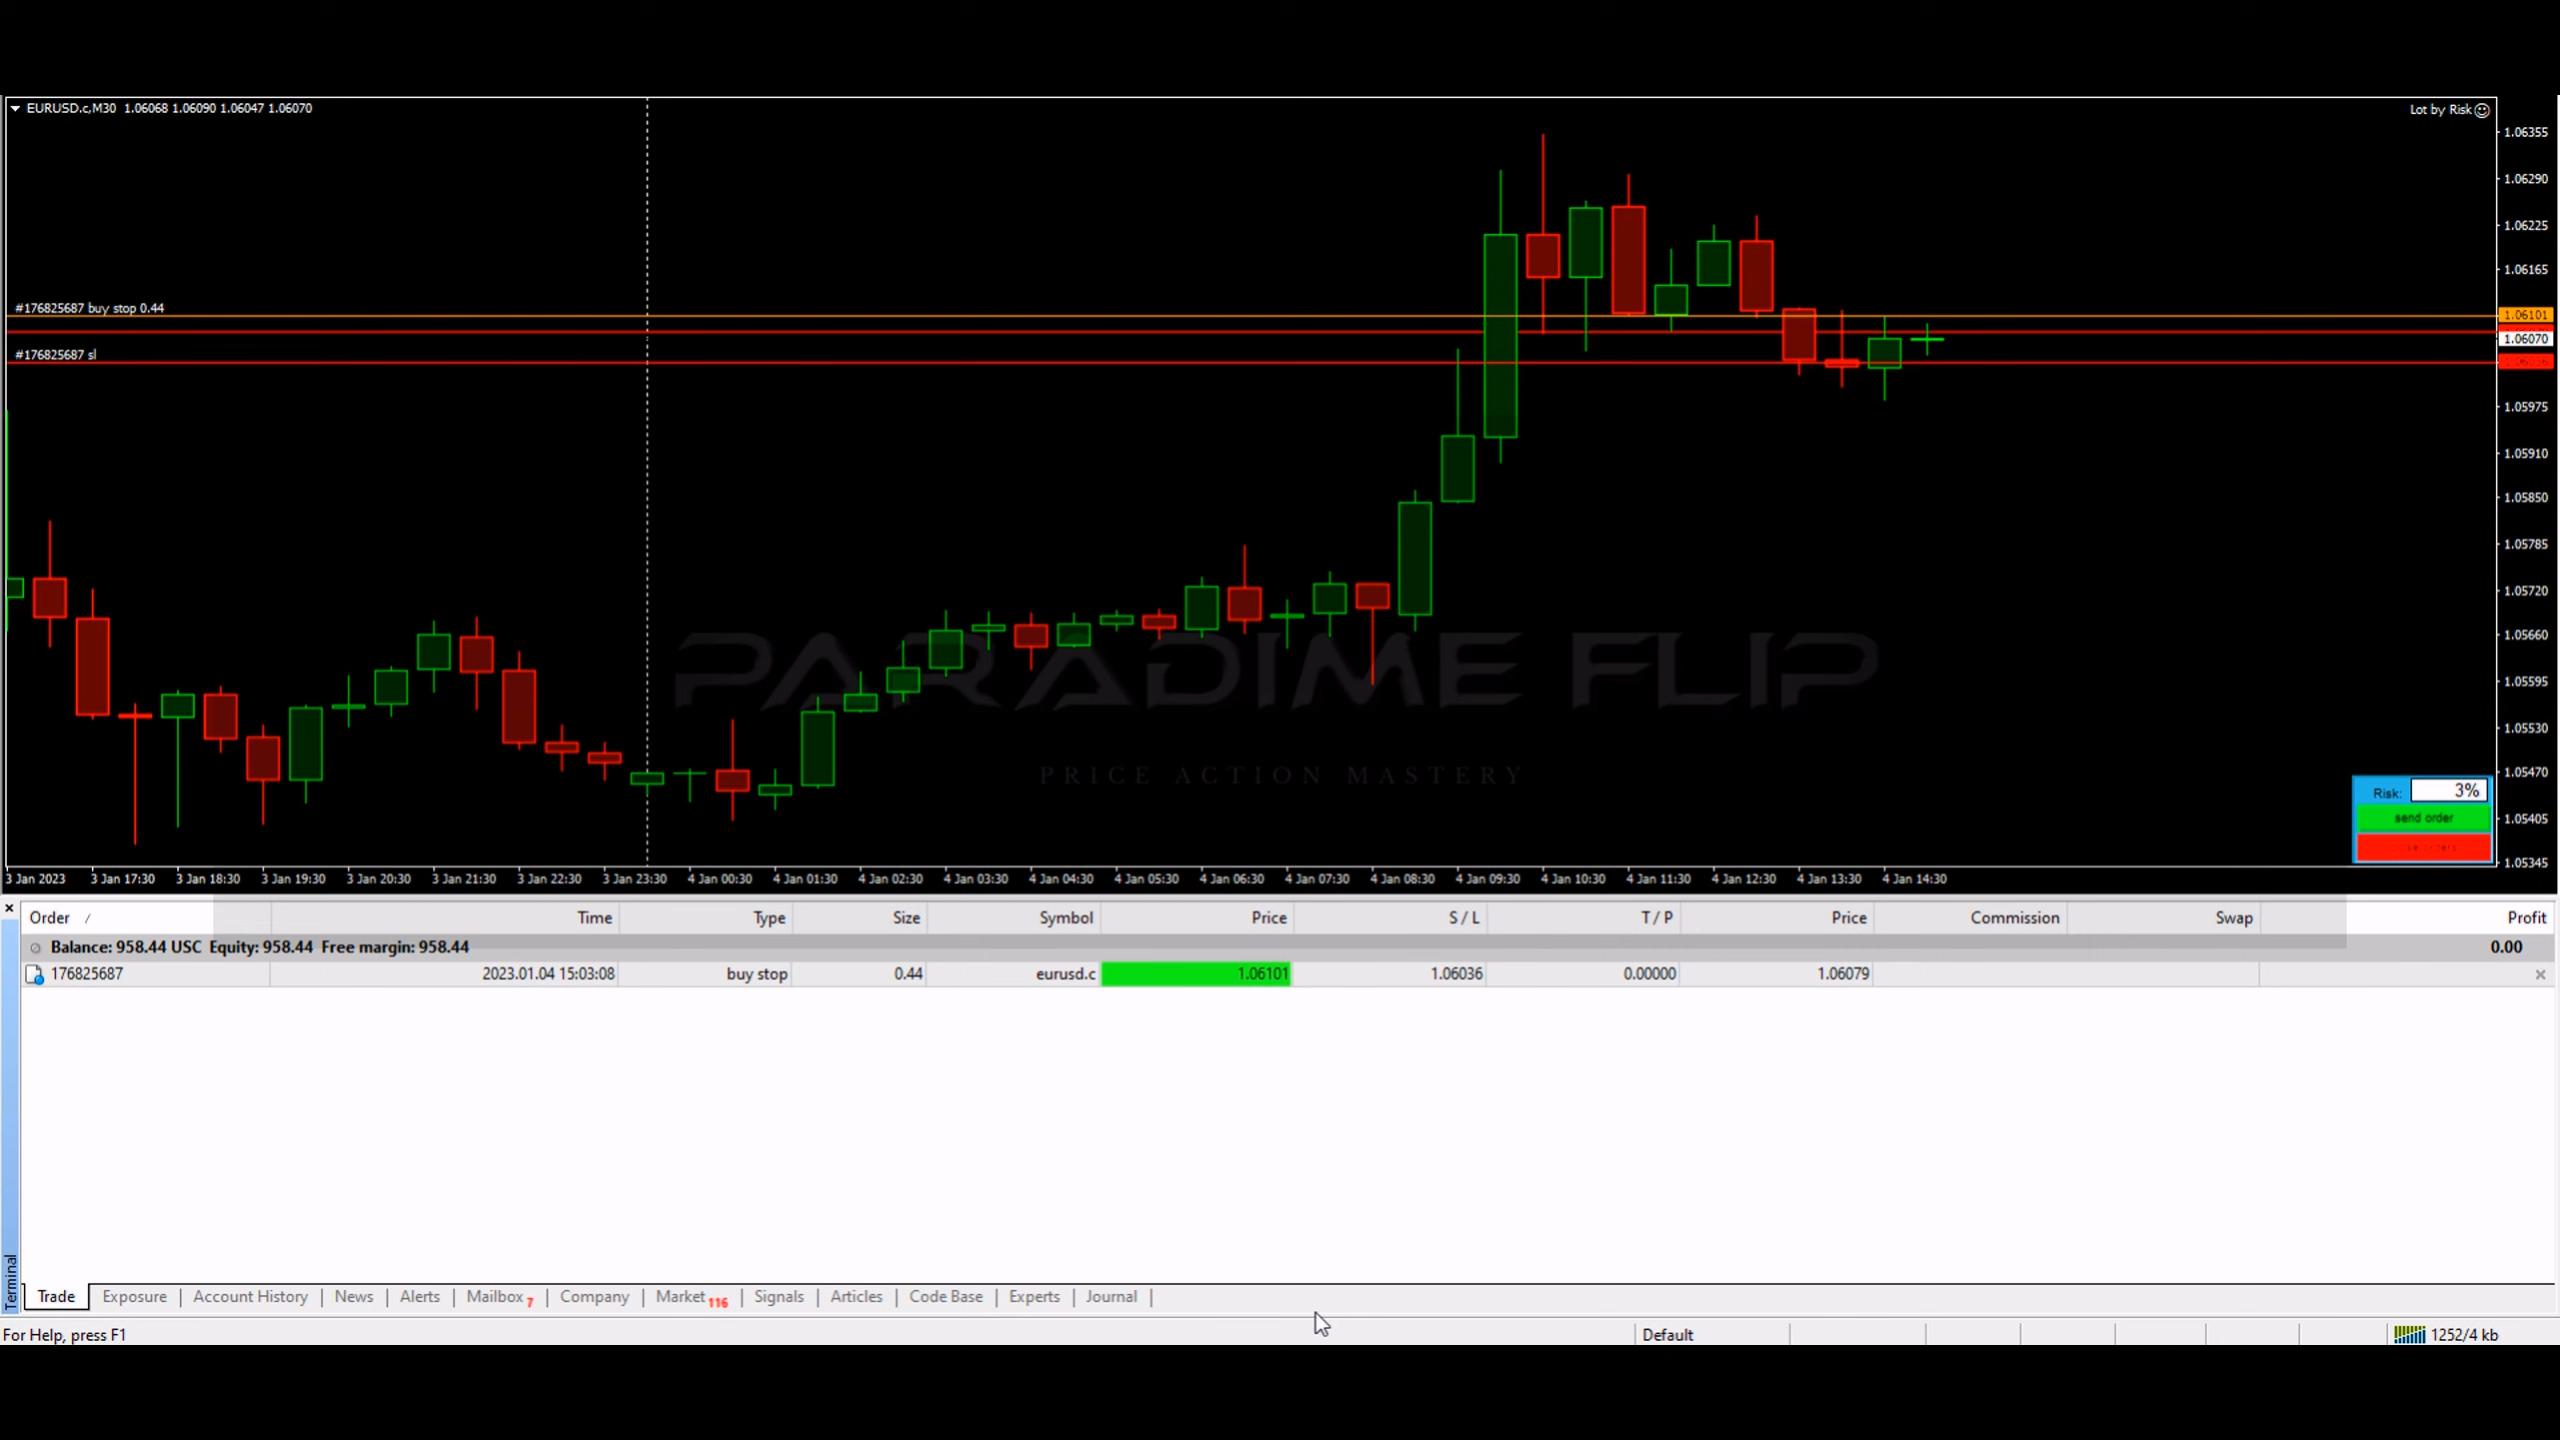 EURUSD.c,M30 1.06068 1.06090 1.06047 1.06070
Lot by Risk
1.06355
1.06290
1.06225
1.06165
#176825687 buy stop 0.44
1.06101
1.06070
#176825687 sl
1.05975
1.05910
1.05850
1.05785
1.05720
1.05660
PARADIME FLIP
1.05595
1.05530
PRICE ACTION MASTERY
1.05470
Risk: 3%
send order
1.05405
1.05345
3 Jan 2023 3 Jan 17:30 3 Jan 18:30 3 Jan 19:30 3 Jan 20:30 3 Jan 21:30 3 Jan 22:30 3 Jan 23:30 4 Jan 00:30 4 Jan 01:30 4 Jan 02:30 4 Jan 03:30 4 Jan 04:30 4 Jan 05:30 4 Jan 06:30 4 Jan 07:30 4 Jan 08:30 4 Jan 09:30 4 Jan 10:30 4 Jan 11:30 4 Jan 12:30 4 Jan 13:30 4 Jan 14:30
Order / Time Type Size Symbol Price S / L T / P Price Commission Swap Profit
Balance: 958.44 USC Equity: 958.44 Free margin: 958.44 0.00
176825687 2023.01.04 15:03:08 buy stop 0.44 eurusd.c 1.06101 1.06036 0.00000 1.06079
Terminal
Trade Exposure Account History News Alerts Mailbox 7 Company Market 116 Signals Articles Code Base Experts Journal
For Help, press F1 Default 1252/4 kb